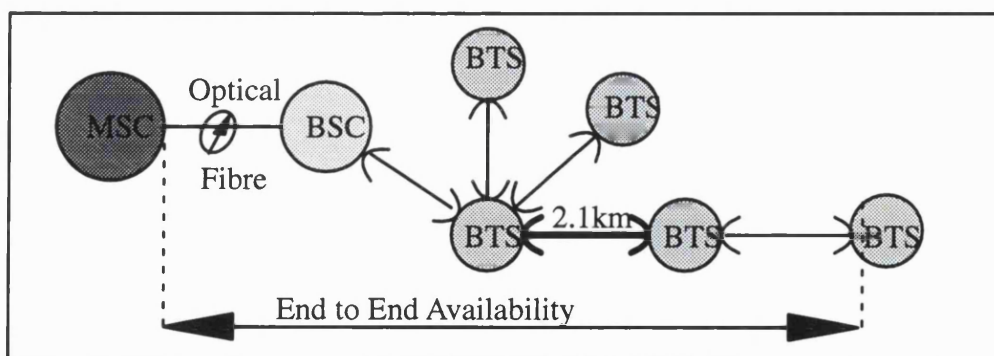 BTS
Optical
BTS
MSC
BSC
Fibre
2.1km
BTS
BTS
BTS
End to End Availability